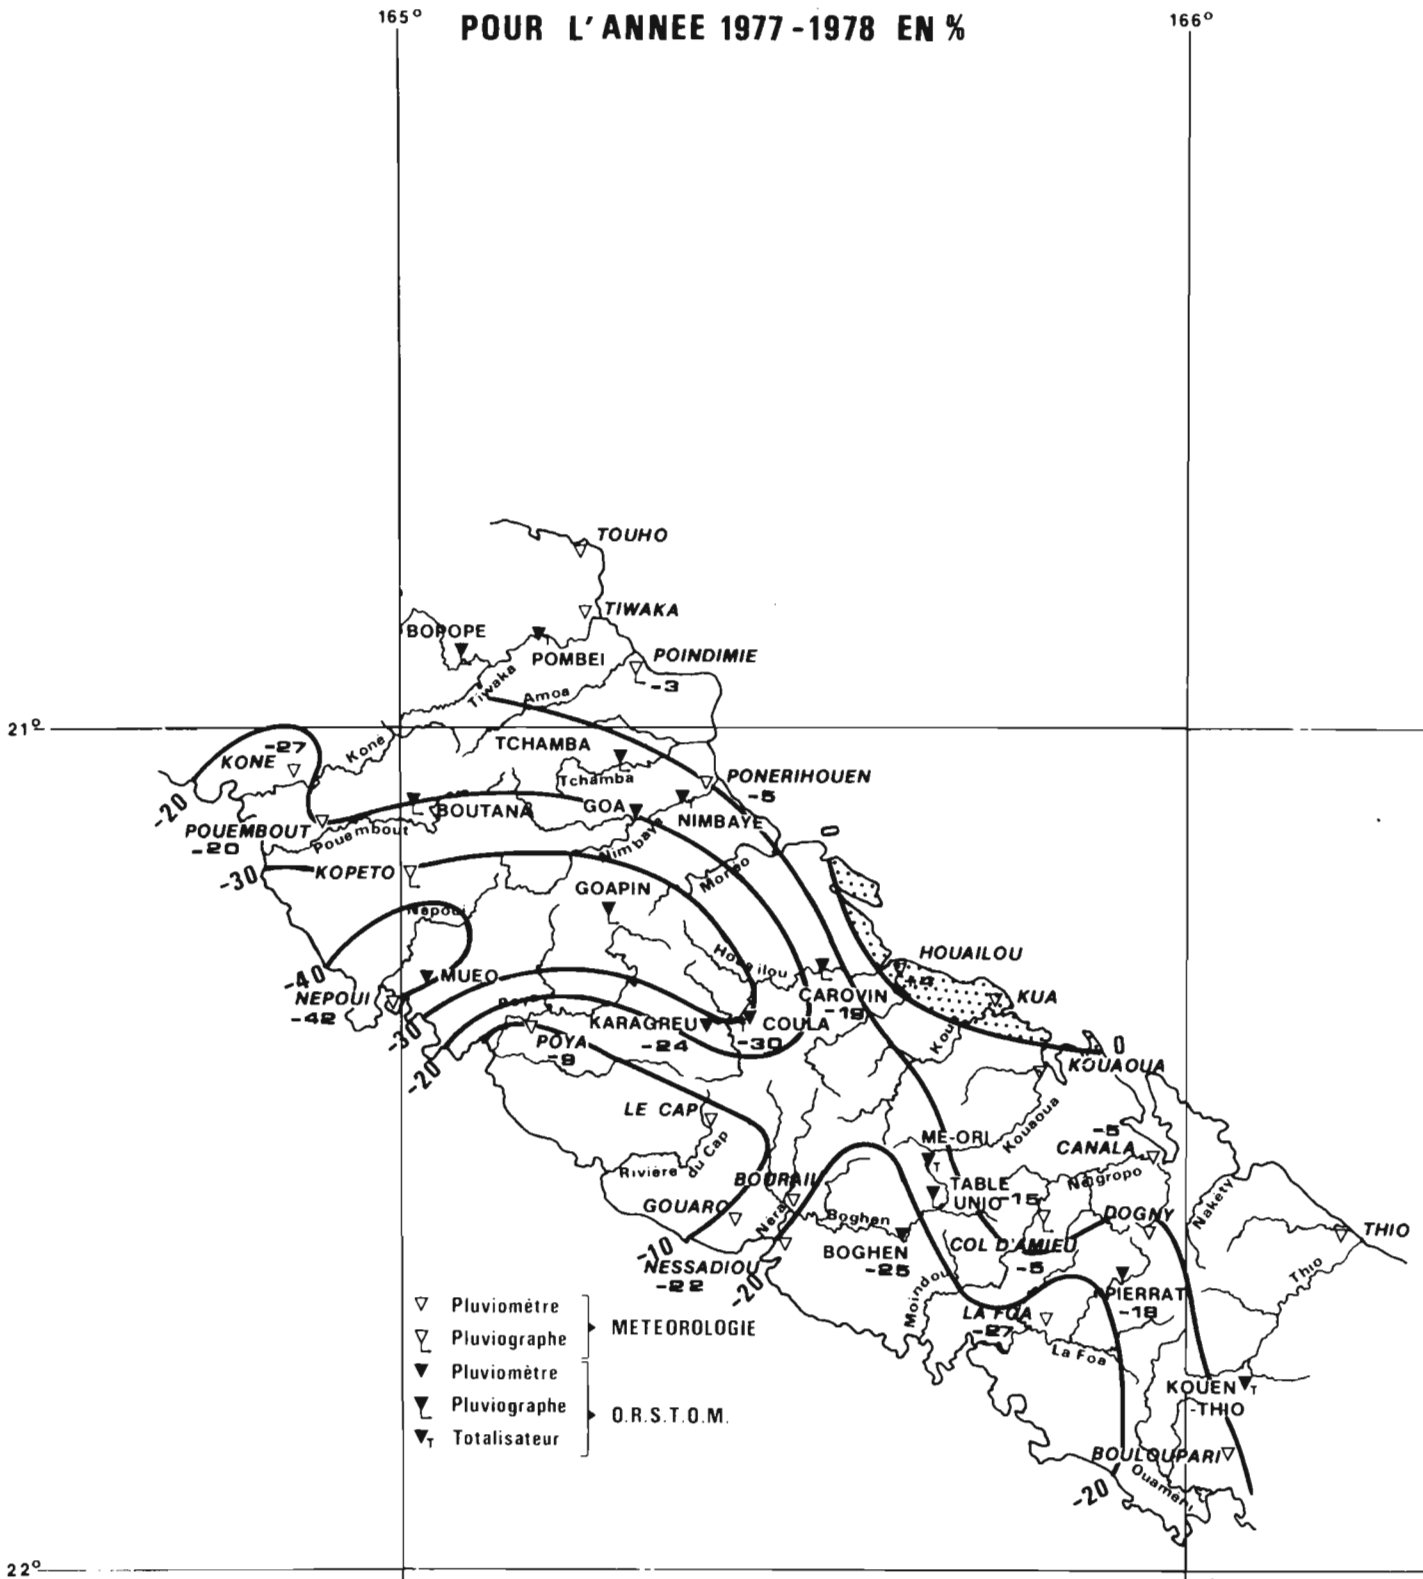 165°
166°
POUR L'ANNEE 1977-1978 EN %
TOUHO
TIWAKA
BOPOPE
POMBEI
POINDIMIE
-3
Tiwaka
Amoa
21°
-27
KONE
Koné
TCHAMBA
Tchamba
PONERIHOUEN
-5
-20
BOUTANA
GOA
NIMBAYE
POUEMBOUT
-20
Pouembout
Nimbaye
0
-30
KOPETO
Monéo
GOAPIN
Népoui
Houailou
HOUAILOU
-40
MUEO
CAROVIN
-19
KUA
NEPOUI
-42
-30
KARAGREU
-24
COULA
-30
POYA
-9
-20
0
KOUAOUA
LE CAP
Kouaoua
ME-ORI
-5
CANALA
Rivière
du Cap
BOURAIL
TABLE
UNIO
-15
Négropo
Nakéty
GOUARO
Néra
Boghen
DOGNY
THIO
-10
BOGHEN
-25
COL D'AMIEU
-5
NESSADIOU
-22
-20
Moindou
Thio
PIERRAT
-18
LA FOA
-27
La Foa
Pluviomètre
Pluviographe
METEOROLOGIE
Pluviomètre
Pluviographe
T Totalisateur
O.R.S.T.O.M.
KOUEN
-THIO
T
BOULOUPARI
-20
22°